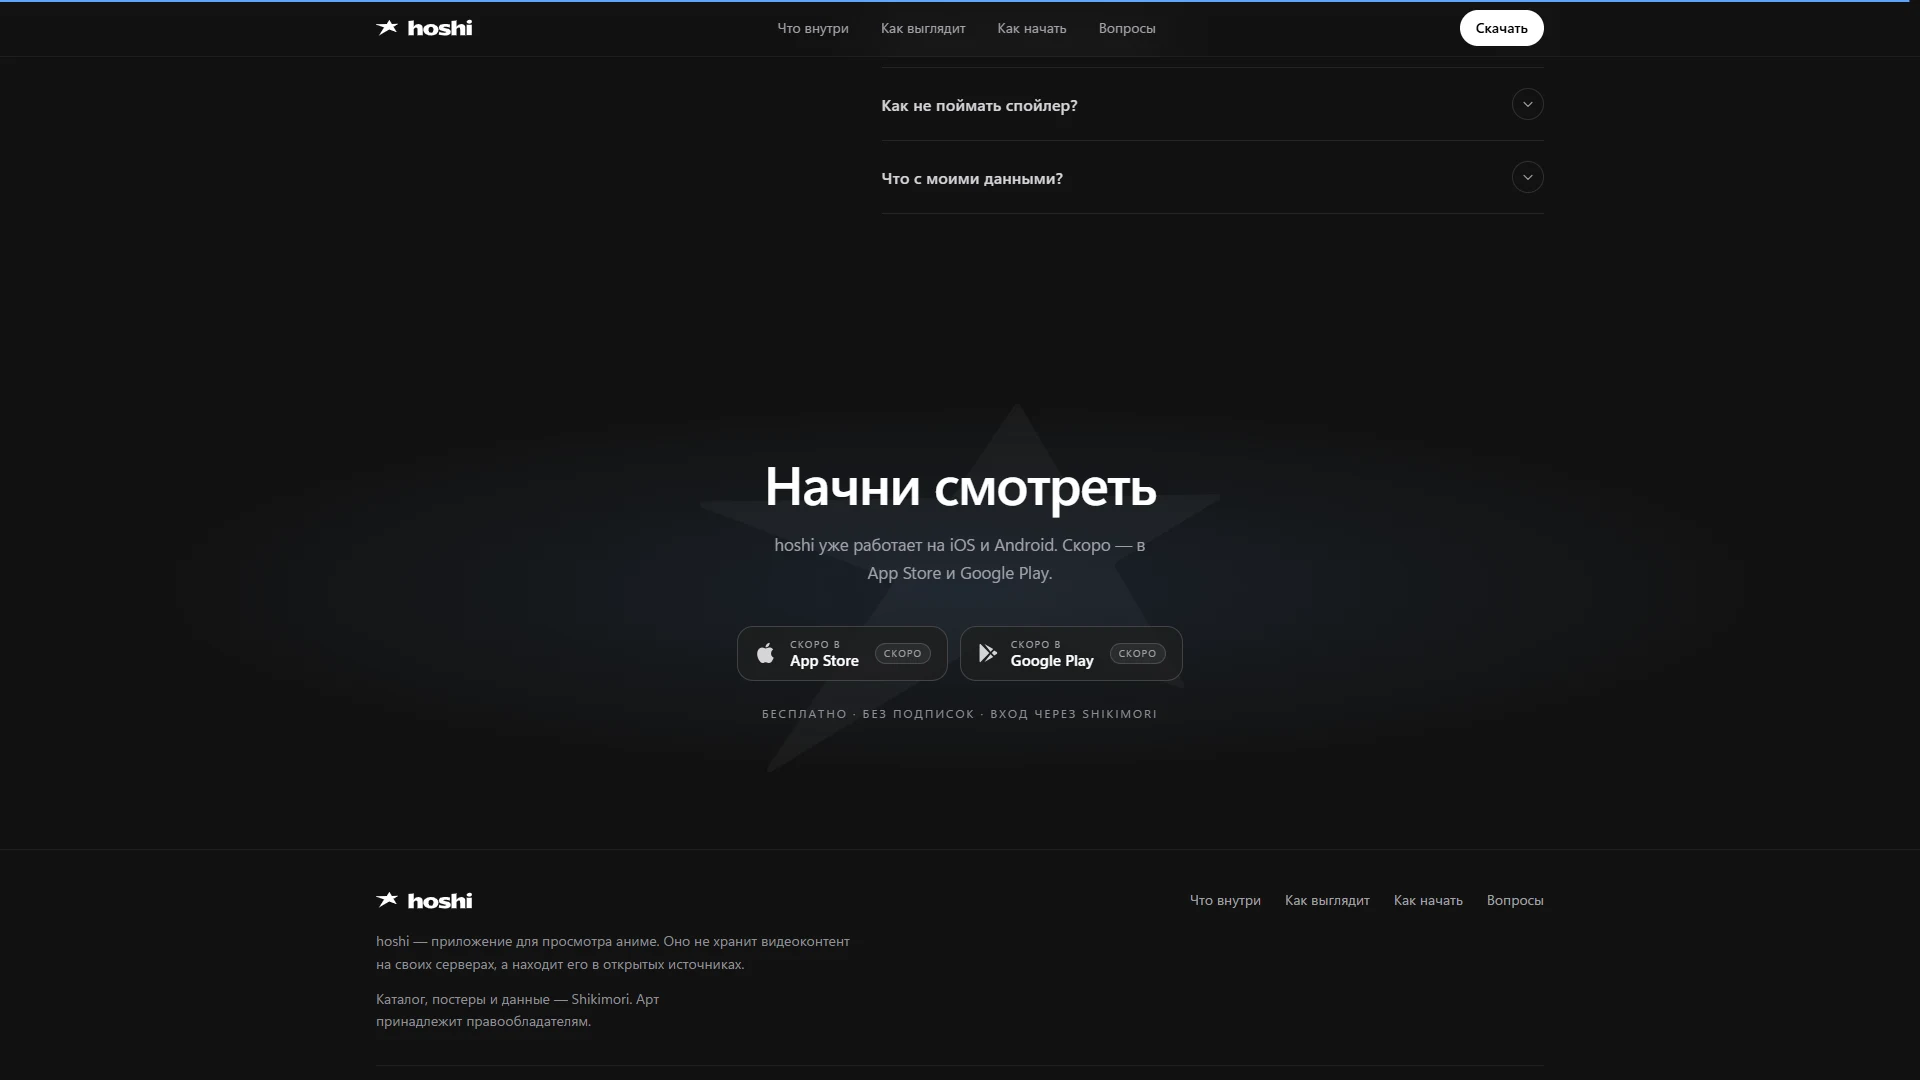 hoshi
Что внутри
Как выглядит
Как начать
Вопросы
Скачать
Как не поймать спойлер?
Что с моими данными?
Начни смотреть
hoshi уже работает на iOS и Android. Скоро — в
App Store и Google Play.
СКОРО В
App Store
СКОРО
СКОРО В
Google Play
СКОРО
БЕСПЛАТНО · БЕЗ ПОДПИСОК · ВХОД ЧЕРЕЗ SHIKIMORI
hoshi
Что внутри
Как выглядит
Как начать
Вопросы
hoshi — приложение для просмотра аниме. Оно не хранит видеоконтент
на своих серверах, а находит его в открытых источниках.
Каталог, постеры и данные — Shikimori. Арт
принадлежит правообладателям.